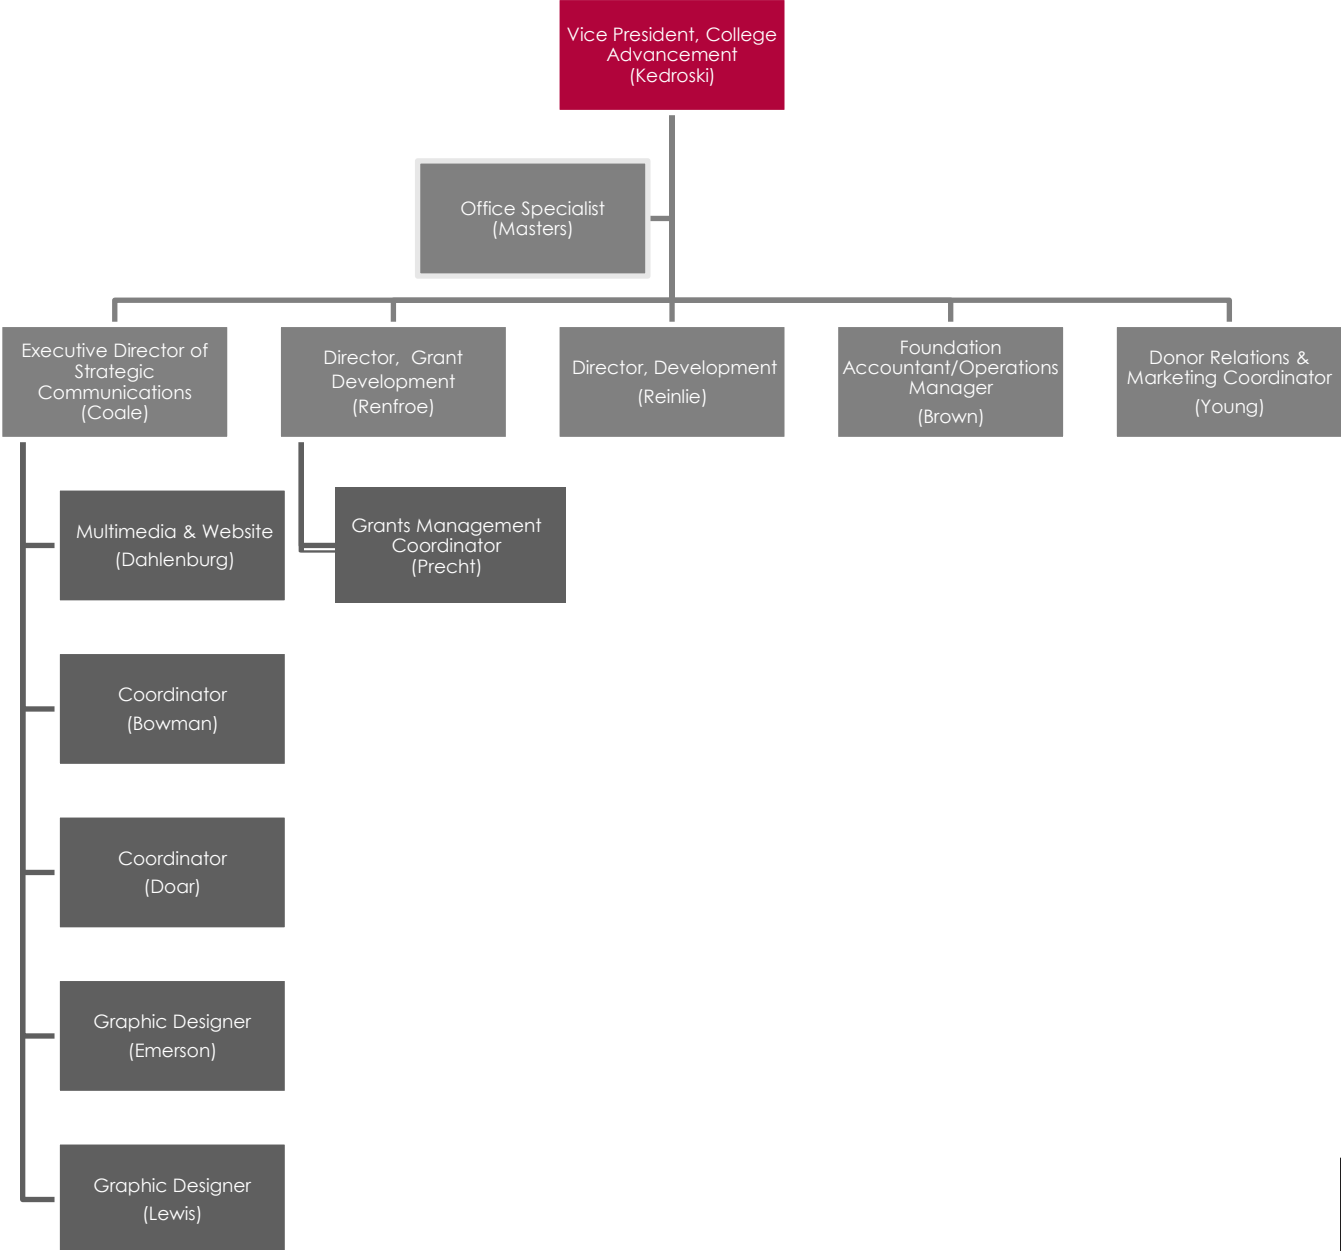 Vice President, College
Advancement
(Kedroski)
Office Specialist
(Masters)
Executive Director of
Strategic
Communications
(Coale)
Director, Grant
Development
(Renfroe)
Director, Development
(Reinlie)
Foundation
Accountant/Operations
Manager
(Brown)
Donor Relations &
Marketing Coordinator
(Young)
Multimedia & Website
(Dahlenburg)
Grants Management
Coordinator
(Precht)
Coordinator
(Bowman)
Coordinator
(Doar)
Graphic Designer
(Emerson)
Graphic Designer
(Lewis)